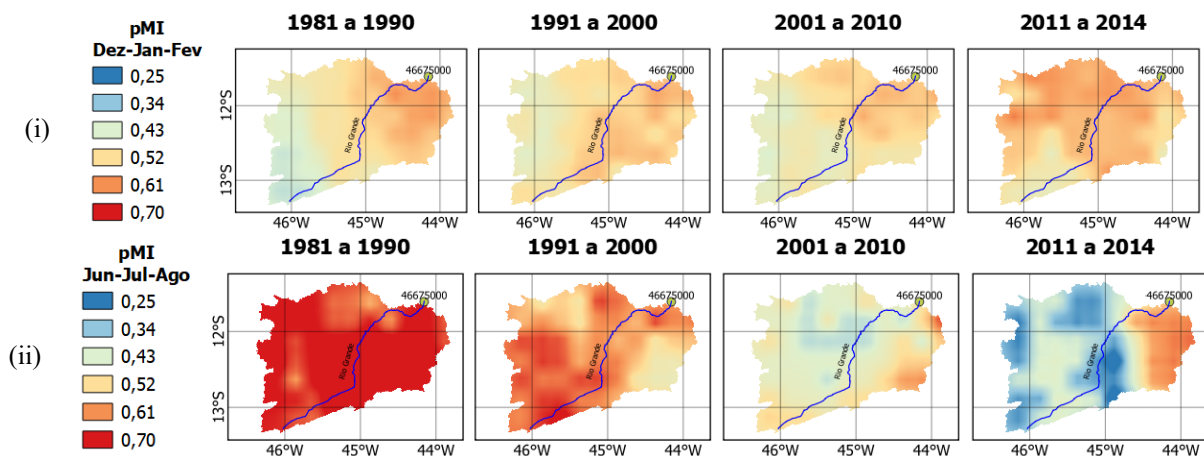 1981 a 1990 1991 a 2000 2001 a 2010 2011 a 2014
pMI
Dez-Jan-Fev
0,25
0,34
0,43
0,52
0,61
0,70
(i)
12°S
13°S
46675000 46675000 46675000 46675000
Rio Grande Rio Grande Rio Grande Rio Grande
46°W 45°W 44°W 46°W 45°W 44°W 46°W 45°W 44°W 46°W 45°W 44°W
1981 a 1990 1991 a 2000 2001 a 2010 2011 a 2014
pMI
Jun-Jul-Ago
0,25
0,34
0,43
0,52
0,61
0,70
(ii)
12°S
13°S
46675000 46675000 46675000 46675000
Rio Grande Rio Grande Rio Grande Rio Grande
46°W 45°W 44°W 46°W 45°W 44°W 46°W 45°W 44°W 46°W 45°W 44°W